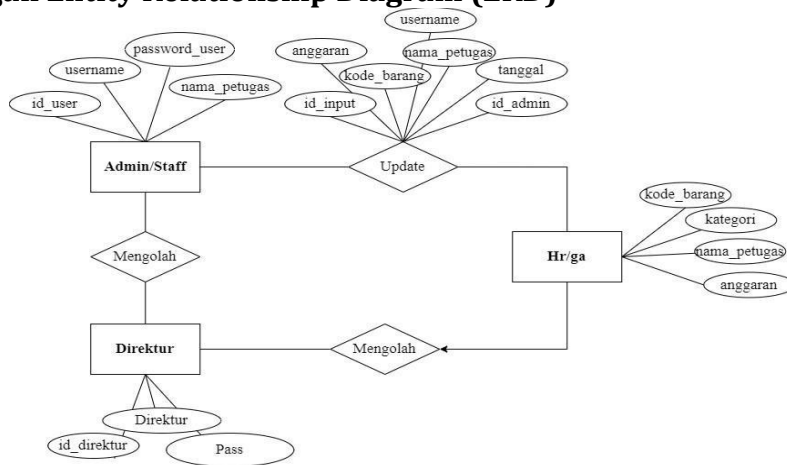 gan Entity Relationship Diagram (ERD)
username
password_user
anggaran
nama_petugas
username
kode_barang
tanggal
nama_petugas
id_user
id_input
id_admin
Admin/Staff
Update
kode_barang
kategori
Mengolah
Hr/ga
nama_petugas
anggaran
Direktur
Mengolah
Direktur
id_direktur
Pass